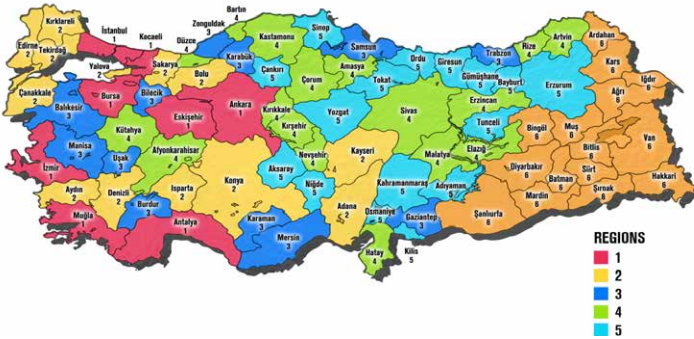 Bartın
4
Zonguldak
3
Kırklareli
2
Edirne
2
Tekirdağ
2
İstanbul
1
Kocaeli
1
Düzce
4
Karabük
3
Kastamonu
4
Sinop
5
Samsun
3
Ordu
5
Giresun
5
Trabzon
3
Rize
4
Artvin
4
Ardahan
6
Kars
6
Iğdır
6
Ağrı
6
Yalova
2
Sakarya
2
Bolu
2
Çankırı
5
Çorum
4
Amasya
4
Tokat
5
Gümüşhane
5
Bayburt
5
Erzurum
5
Çanakkale
2
Balıkesir
3
Bursa
1
Bilecik
3
Eskişehir
1
Ankara
1
Kırıkkale
4
Yozgat
5
Sivas
4
Erzincan
4
Tunceli
5
Bingöl
6
Muş
6
Bitlis
6
Van
6
Kütahya
4
Manisa
3
Uşak
3
Afyonkarahisar
4
Kırşehir
4
Nevşehir
4
Kayseri
2
Malatya
4
Elazığ
4
Diyarbakır
6
Batman
6
Siirt
6
Şırnak
6
Hakkari
6
İzmir
1
Aydın
2
Denizli
2
Isparta
2
Konya
2
Aksaray
5
Niğde
5
Kahramanmaraş
5
Adıyaman
5
Mardin
6
Şanlıurfa
6
Muğla
1
Burdur
3
Antalya
1
Karaman
3
Mersin
3
Adana
2
Osmaniye
5
Gaziantep
3
Hatay
4
Kilis
5
REGIONS
1
2
3
4
5